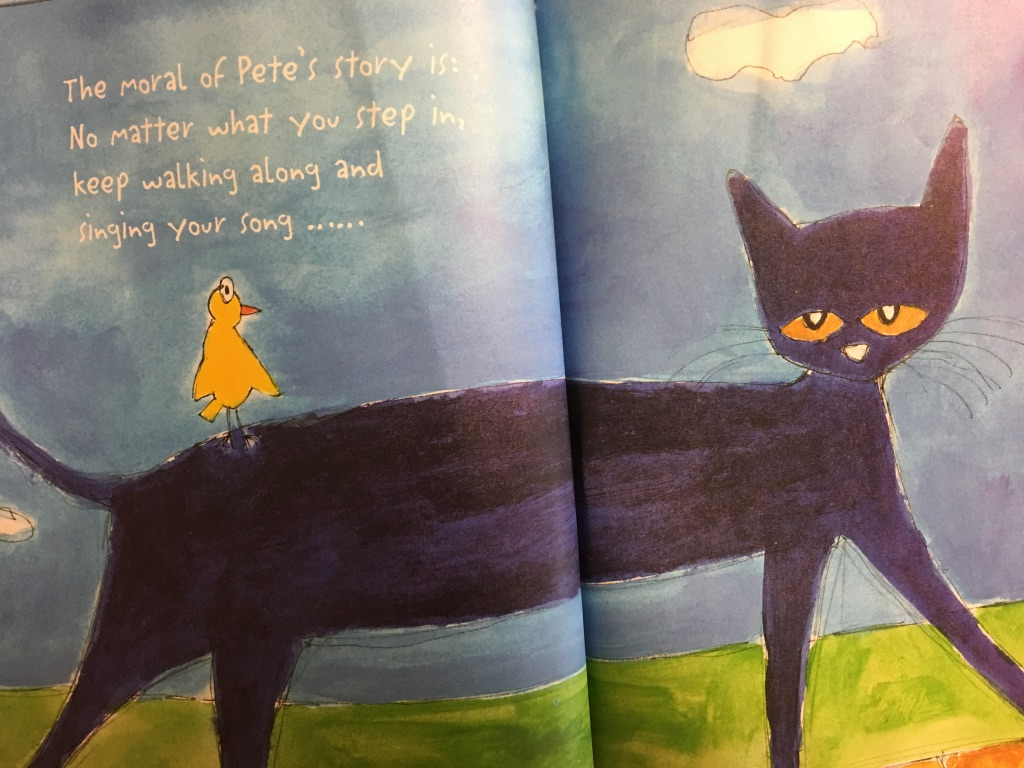 The moral of Pete's story is:
No matter what you step in,
keep walking along and
singing your song ......